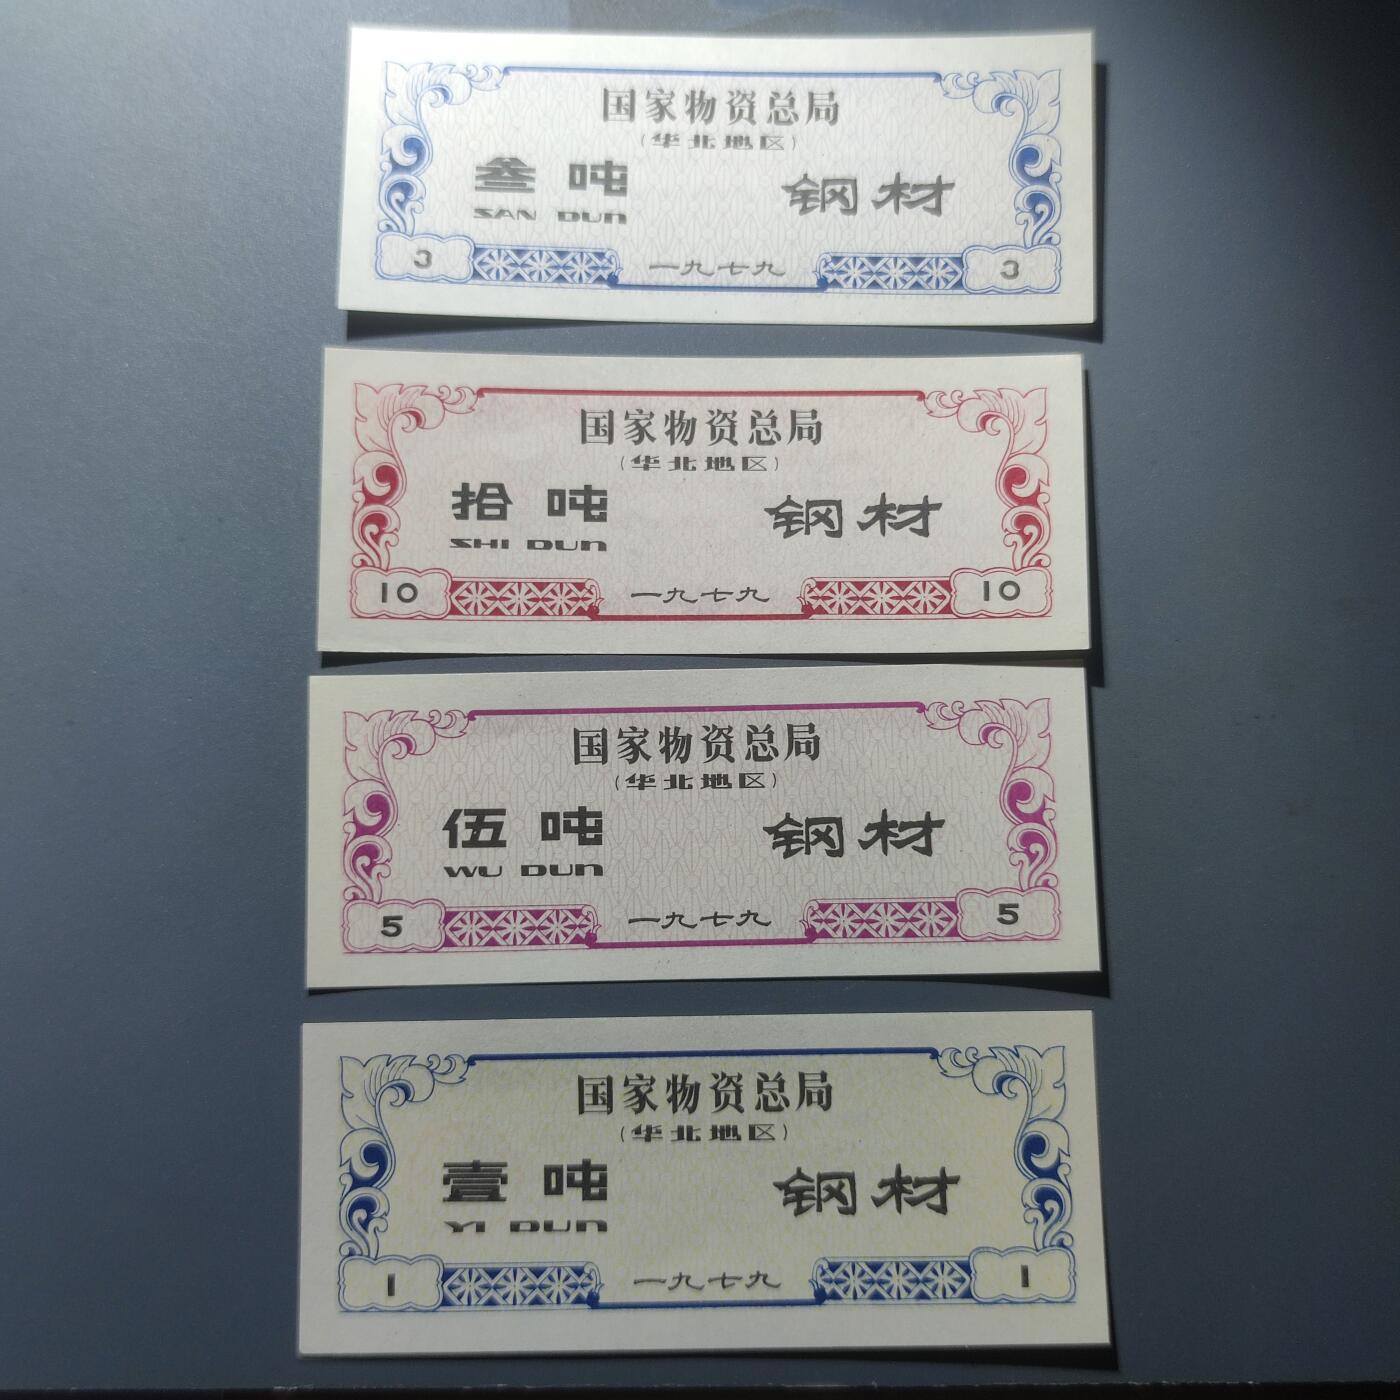 国家物资总局
(华北地区)
叁吨 钢材
SAN DUN
3 一九七九 3
国家物资总局
(华北地区)
拾吨 钢材
SHI DUN
10 一九七九 10
国家物资总局
(华北地区)
伍吨 钢材
WU DUN
5 一九七九 5
国家物资总局
(华北地区)
壹吨 钢材
YI DUN
1 一九七九 1